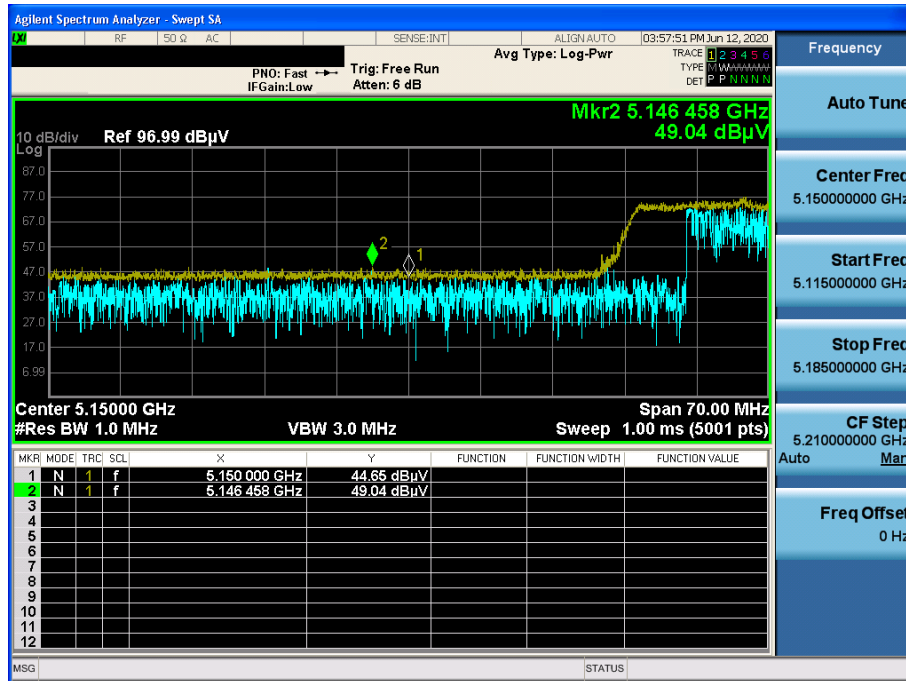 Agilent Spectrum Analyzer - Swept SA
LXI RF 50 Ω AC SENSE:INT ALIGN AUTO 03:57:51 PM Jun 12, 2020
PNO: Fast Trig: Free Run Avg Type: Log-Pwr TRACE 1 2 3 4 5 6
IFGain:Low Atten: 6 dB TYPE M W W W W W
DET P P N N N N
Mkr2 5.146 458 GHz
49.04 dBµV
10 dB/div Ref 96.99 dBµV
Log
87.0
77.0
67.0
57.0
47.0
37.0
27.0
17.0
6.99
2
1
Center 5.15000 GHz Span 70.00 MHz
#Res BW 1.0 MHz VBW 3.0 MHz Sweep 1.00 ms (5001 pts)
MKR MODE TRC SCL X Y FUNCTION FUNCTION WIDTH FUNCTION VALUE
1 N 1 f 5.150 000 GHz 44.65 dBµV
2 N 1 f 5.146 458 GHz 49.04 dBµV
3
4
5
6
7
8
9
10
11
12
MSG STATUS
Frequency
Auto Tune
Center Freq
5.150000000 GHz
Start Freq
5.115000000 GHz
Stop Freq
5.185000000 GHz
CF Step
5.210000000 GHz
Auto Man
Freq Offset
0 Hz